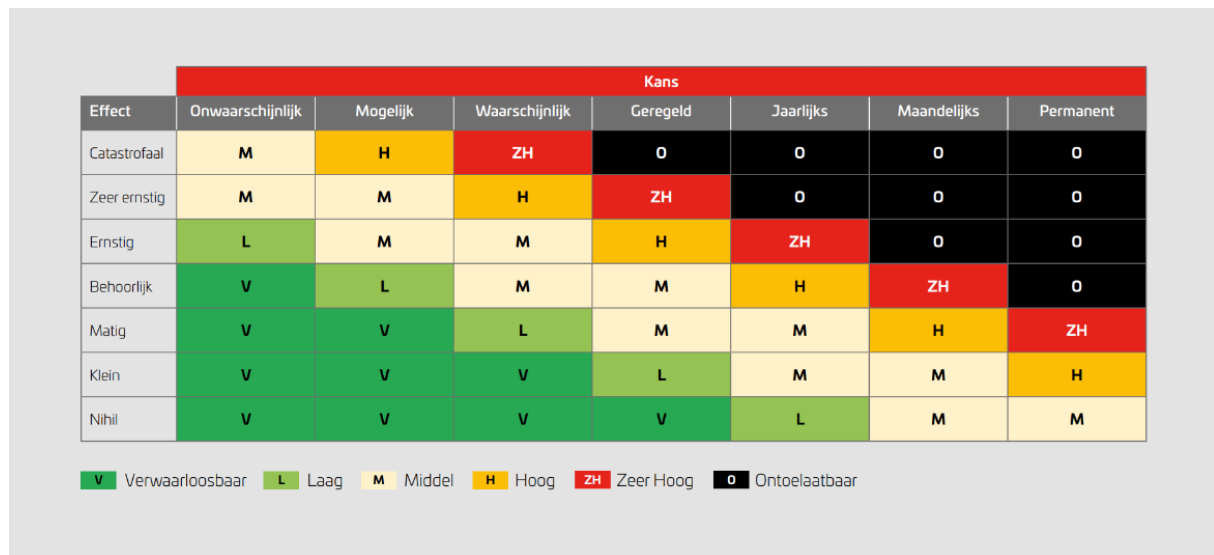 Kans
Effect Onwaarschijnlijk Mogelijk Waarschijnlijk Geregeld Jaarlijks Maandelijks Permanent
Catastrofaal M H ZH O O O O
Zeer ernstig M M H ZH O O O
Ernstig L M M H ZH O O
Behoorlijk V L M M H ZH O
Matig V V L M M H ZH
Klein V V V L M M H
Nihil V V V V L M M
V Verwaarloosbaar L Laag M Middel H Hoog ZH Zeer Hoog O Ontoelaatbaar